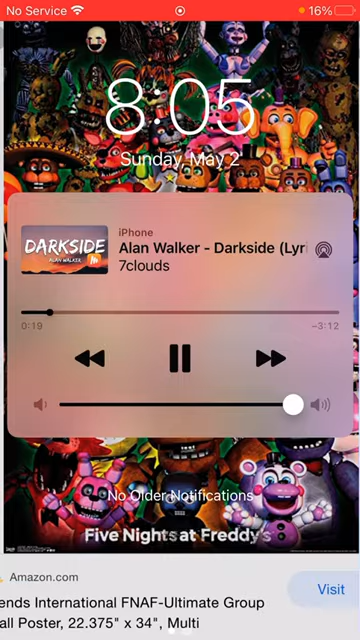 No Service
16%
8:05
Sunday, May 2
iPhone
DARKSIDE
ALAN WALKER
Alan Walker - Darkside (Lyri
7clouds
0:19
−3:12
No Older Notifications
Five Nights at Freddy's
Amazon.com
Visit
ends International FNAF-Ultimate Group
all Poster, 22.375" x 34", Multi